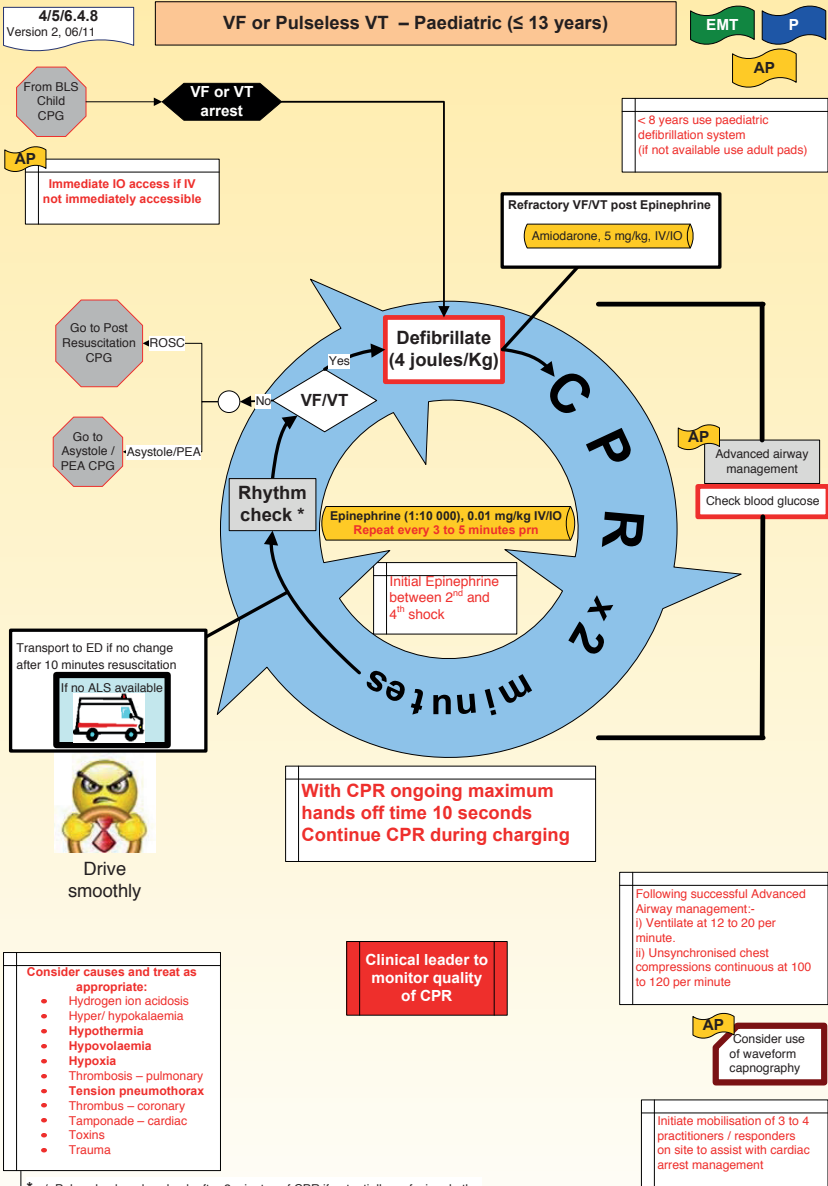 4/5/6.4.8
Version 2, 06/11
VF or Pulseless VT – Paediatric (≤ 13 years)
EMT
P
AP
From BLS
Child
CPG
VF or VT
arrest
< 8 years use paediatric
defibrillation system
(if not available use adult pads)
AP
Immediate IO access if IV
not immediately accessible
Refractory VF/VT post Epinephrine
Amiodarone, 5 mg/kg, IV/IO
Go to Post
Resuscitation
CPG
ROSC
Defibrillate
(4 joules/Kg)
Yes
VF/VT
No
Go to
Asystole /
PEA CPG
Asystole/PEA
CPR x2 minutes
AP
Advanced airway
management
Check blood glucose
Rhythm
check *
Epinephrine (1:10 000), 0.01 mg/kg IV/IO
Repeat every 3 to 5 minutes prn
Initial Epinephrine
between 2nd and
4th shock
Transport to ED if no change
after 10 minutes resuscitation
If no ALS available
Drive
smoothly
With CPR ongoing maximum
hands off time 10 seconds
Continue CPR during charging
Following successful Advanced
Airway management:-
i) Ventilate at 12 to 20 per
minute.
ii) Unsynchronised chest
compressions continuous at 100
to 120 per minute
Clinical leader to
monitor quality
of CPR
Consider causes and treat as
appropriate:
Hydrogen ion acidosis
Hyper/ hypokalaemia
Hypothermia
Hypovolaemia
Hypoxia
Thrombosis – pulmonary
Tension pneumothorax
Thrombus – coronary
Tamponade – cardiac
Toxins
Trauma
AP
Consider use
of waveform
capnography
Initiate mobilisation of 3 to 4
practitioners / responders
on site to assist with cardiac
arrest management